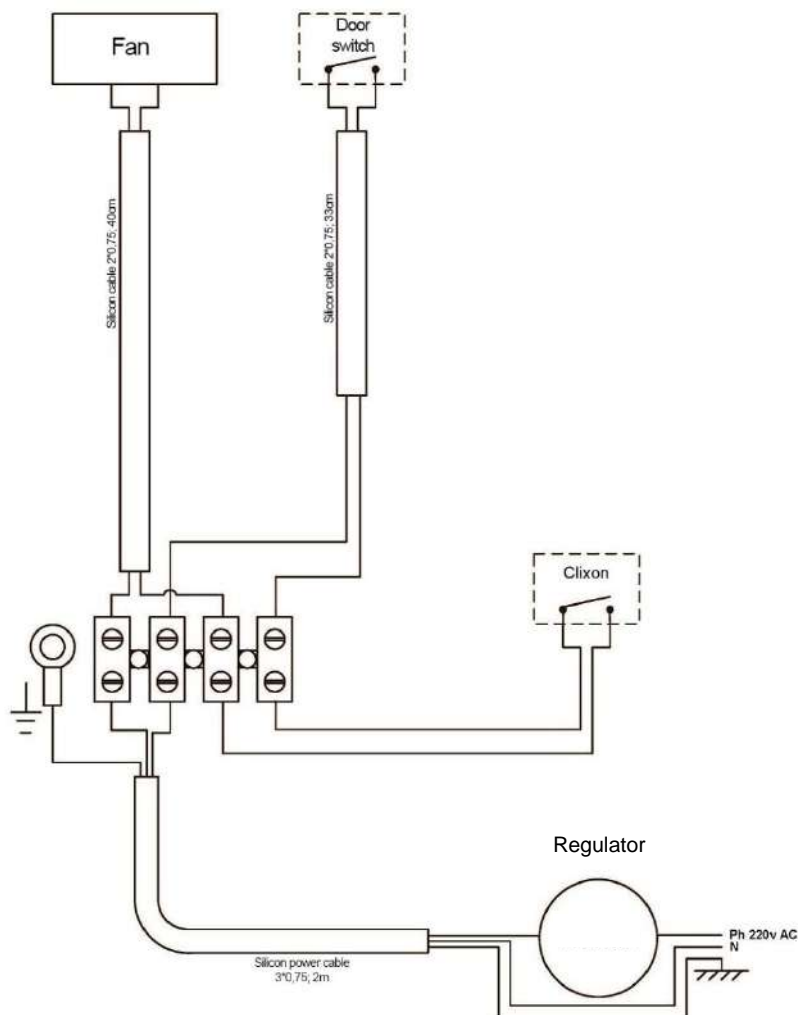 Fan
Door
switch
Silicon cable 2*0,75; 40cm
Silicon cable 2*0,75; 33cm
Clixon
Regulator
Ph 220v AC
N
Silicon power cable
3*0,75; 2m